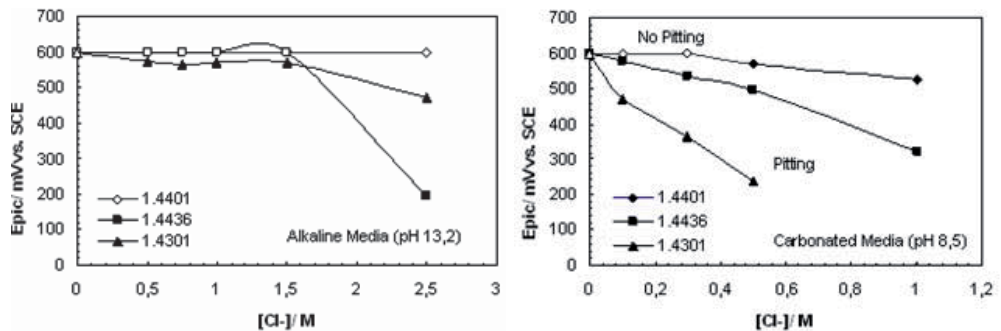 700
600
500
400
300
200
100
0
Epic/ mVvs. SCE
1.4401
1.4436
1.4301
Alkaline Media (pH 13,2)
0 0,5 1 1,5 2 2,5 3
[Cl-]/ M
700
600
500
400
300
200
100
0
Epic/ mVvs. SCE
No Pitting
Pitting
1.4401
1.4436
1.4301
Carbonated Media (pH 8,5)
0 0,2 0,4 0,6 0,8 1 1,2
[Cl-]/ M